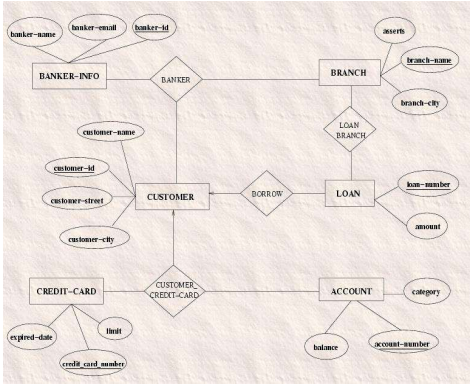 banker-name
banker-email
banker-id
BANKER-INFO
BANKER
BRANCH
asserts
branch-name
branch-city
LOAN
BRANCH
customer-name
customer-id
customer-street
customer-city
CUSTOMER
BORROW
LOAN
loan-number
amount
CREDIT-CARD
CUSTOMER_
CREDIT-CARD
ACCOUNT
category
expired-date
limit
credit_card_number
balance
account-number